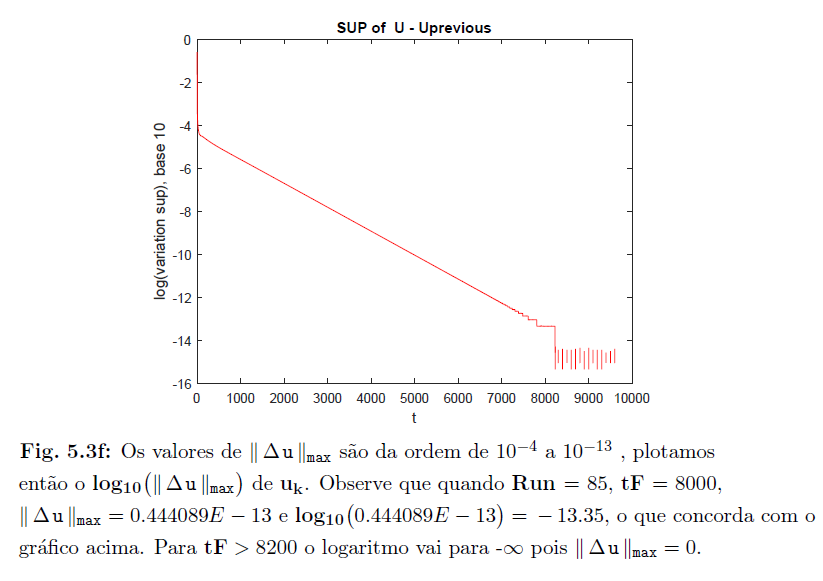 SUP of U - Uprevious
0
-2
-4
-6
-8
-10
-12
-14
-16
log(variation sup), base 10
0 1000 2000 3000 4000 5000 6000 7000 8000 9000 10000
t
Fig. 5.3f: Os valores de ‖ Δu ‖max são da ordem de 10⁻⁴ a 10⁻¹³ , plotamos
então o log₁₀(‖ Δu ‖max) de uₖ. Observe que quando Run = 85, tF = 8000,
‖ Δu ‖max = 0.444089E − 13 e log₁₀(0.444089E − 13) = − 13.35, o que concorda com o
gráfico acima. Para tF > 8200 o logaritmo vai para -∞ pois ‖ Δu ‖max = 0.